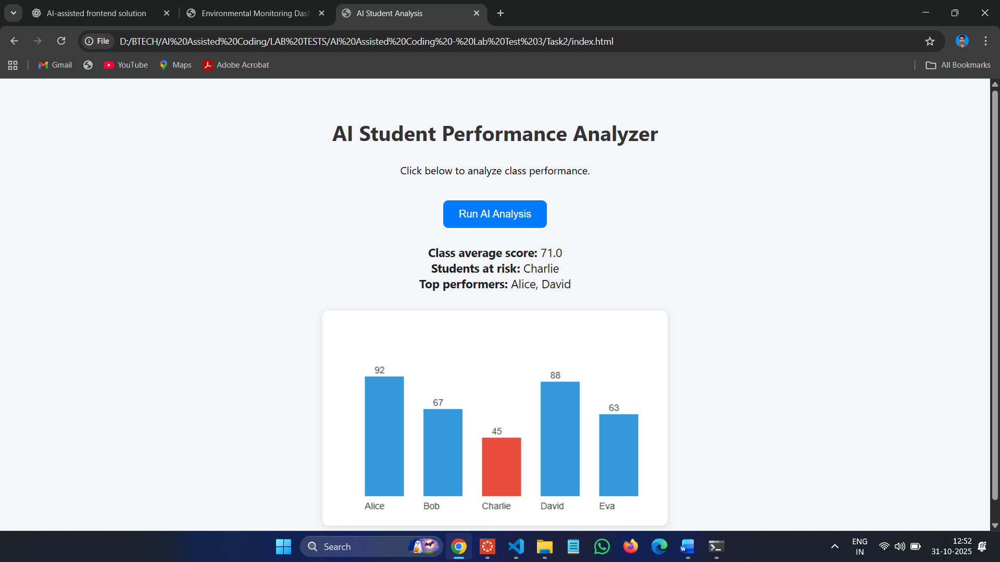 AI-assisted frontend solution
Environmental Monitoring Dash
AI Student Analysis
File
D:/BTECH/AI%20Assisted%20Coding/LAB%20TESTS/AI%20Assisted%20Coding%20-%20Lab%20Test%203/Task2/index.html
Gmail
YouTube
Maps
Adobe Acrobat
All Bookmarks
AI Student Performance Analyzer
Click below to analyze class performance.
Run AI Analysis
Class average score: 71.0
Students at risk: Charlie
Top performers: Alice, David
92
67
45
88
63
Alice
Bob
Charlie
David
Eva
Search
ENG
IN
12:52
31-10-2025